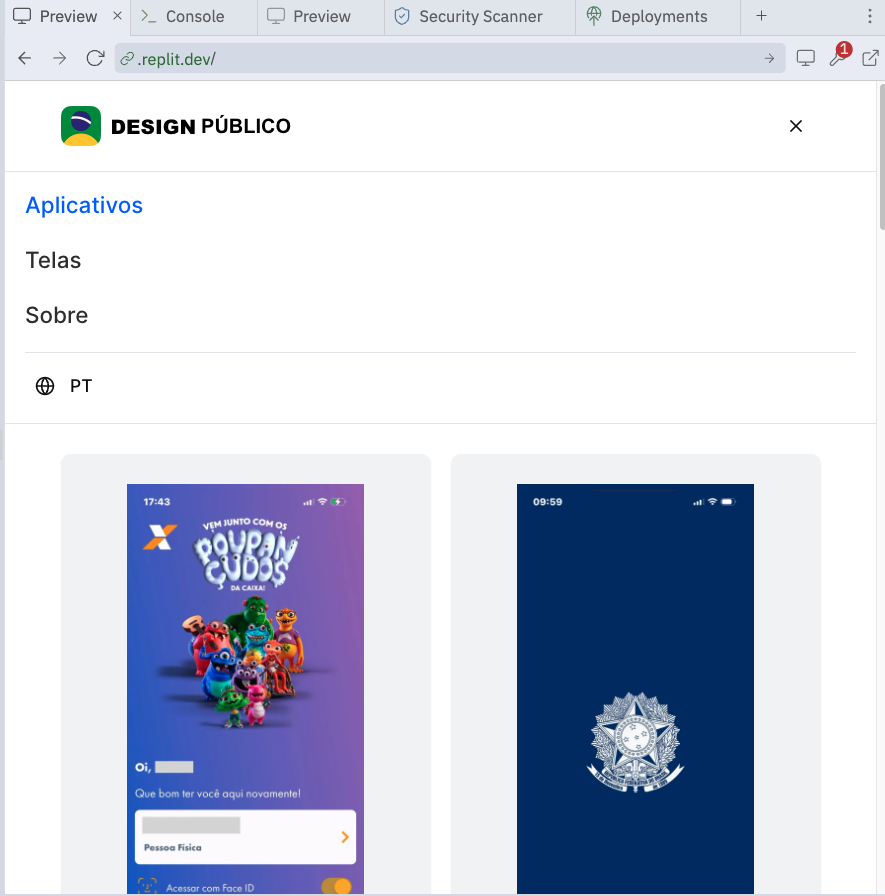 Preview
Console
Preview
Security Scanner
Deployments
.replit.dev/
1
DESIGN PÚBLICO
Aplicativos
Telas
Sobre
PT
17:43
VEM JUNTO COM OS
POUPAN
ÇUDOS
DA CAIXA!
Oi,
Que bom ter você aqui novamente!
Pessoa Física
Acessar com Face ID
09:59